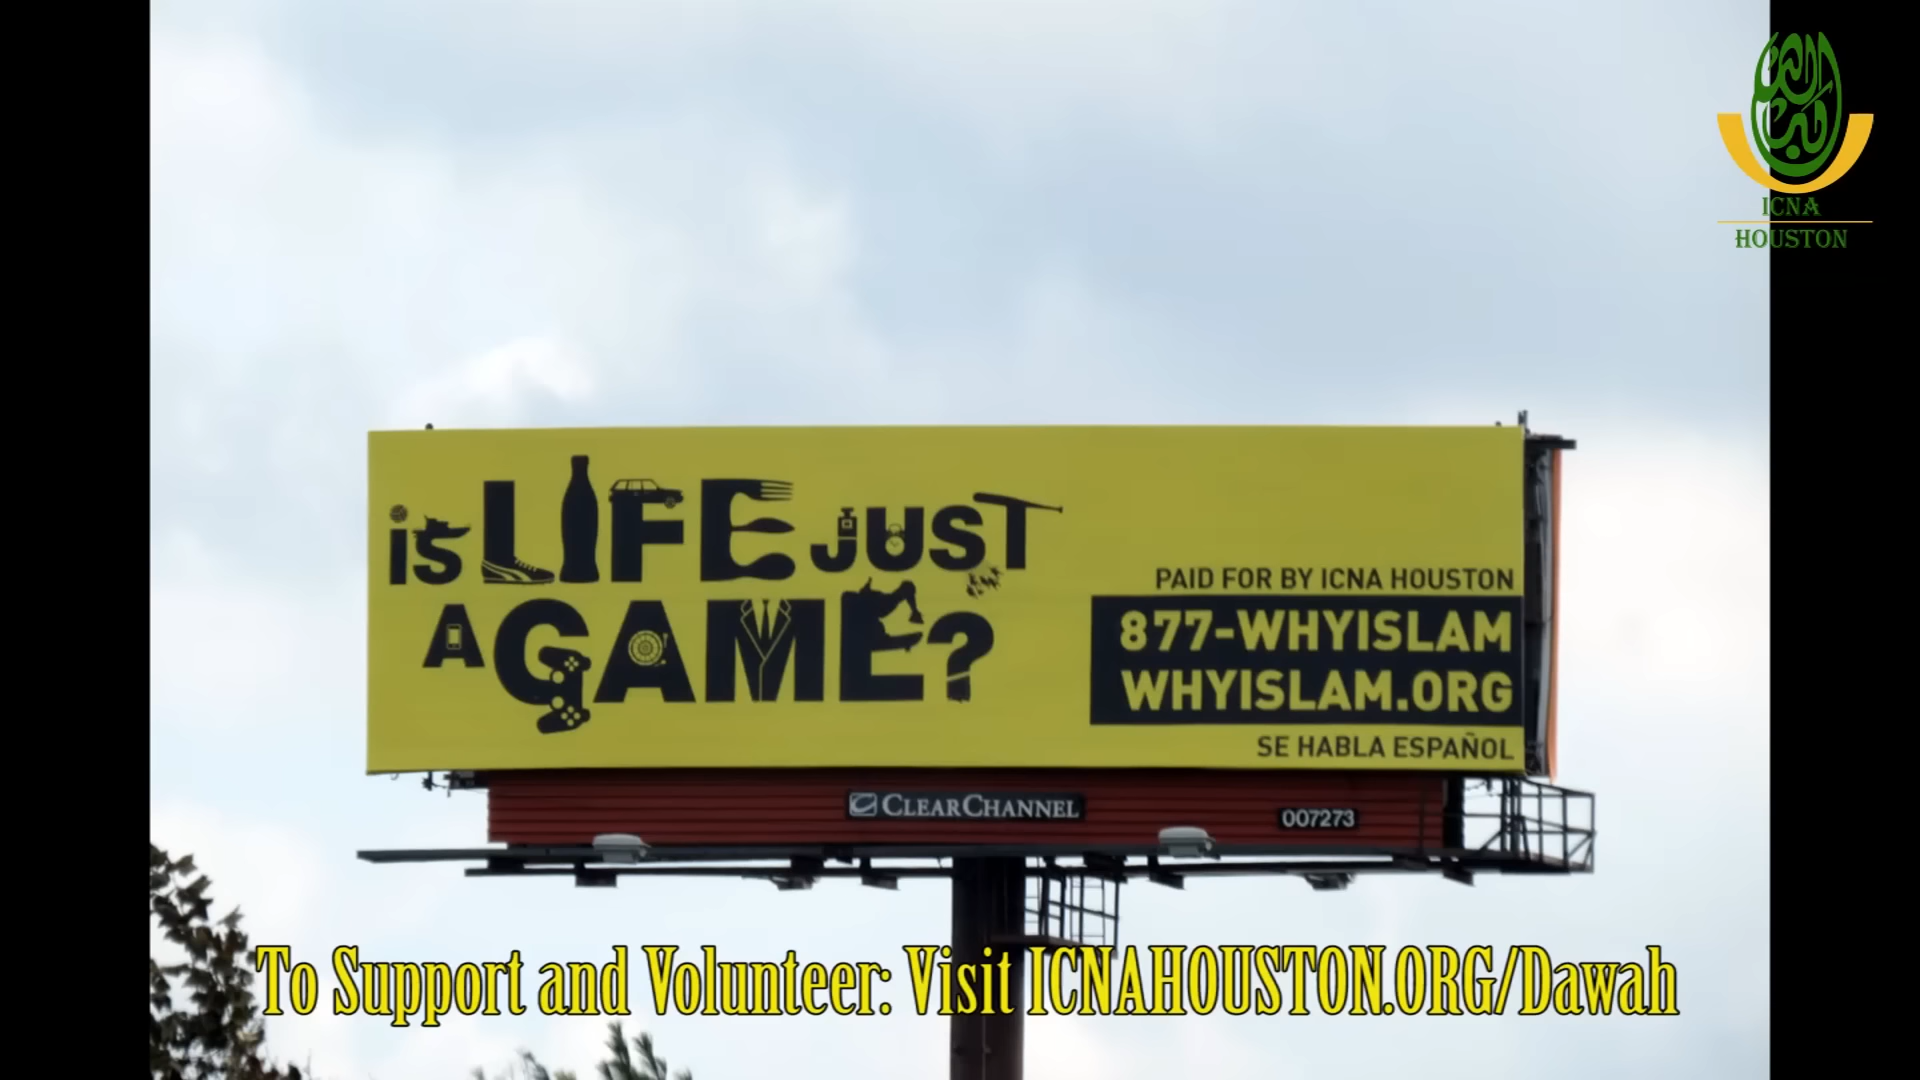 ICNA
HOUSTON
iS LIFE JUST
A GAME?
PAID FOR BY ICNA HOUSTON
877-WHYISLAM
WHYISLAM.ORG
SE HABLA ESPAÑOL
CLEARCHANNEL
007273
To Support and Volunteer: Visit ICNAHOUSTON.ORG/Dawah